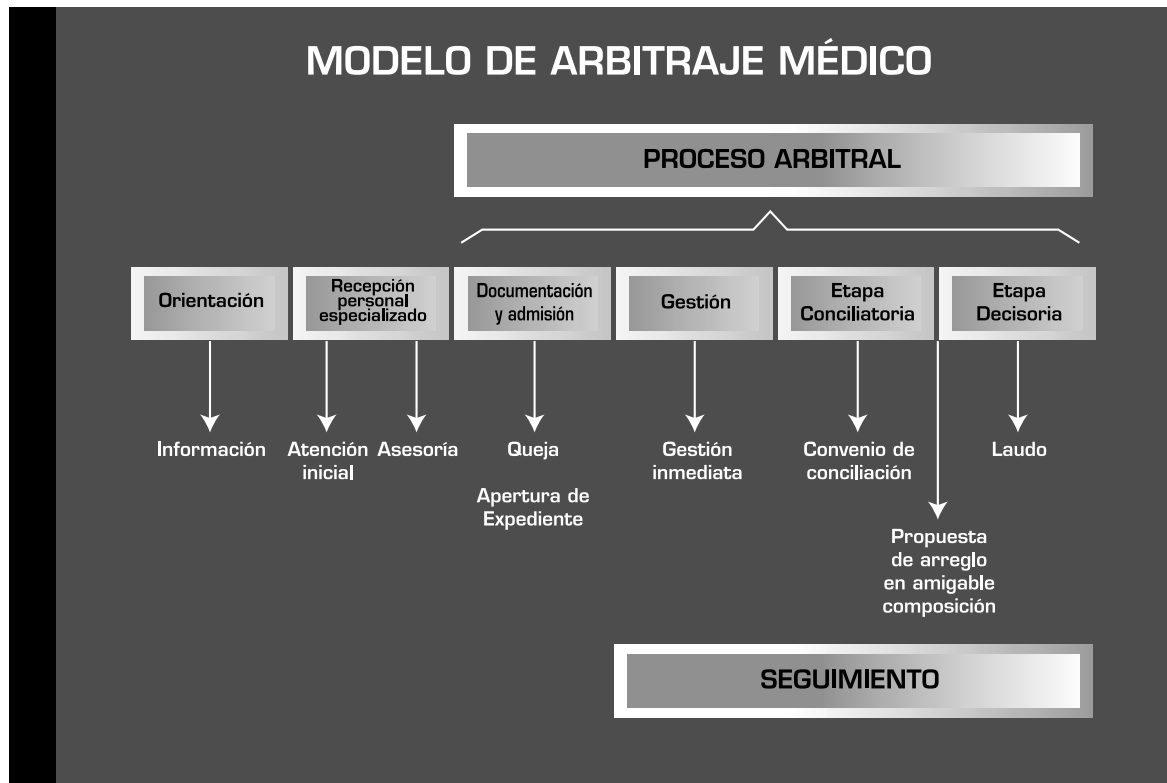 MODELO DE ARBITRAJE MÉDICO
PROCESO ARBITRAL
Orientación
Recepción
personal
especializado
Documentación
y admisión
Gestión
Etapa
Conciliatoria
Etapa
Decisoria
Información
Atención
inicial
Asesoría
Queja
Apertura de
Expediente
Gestión
inmediata
Convenio de
conciliación
Laudo
Propuesta
de arreglo
en amigable
composición
SEGUIMIENTO